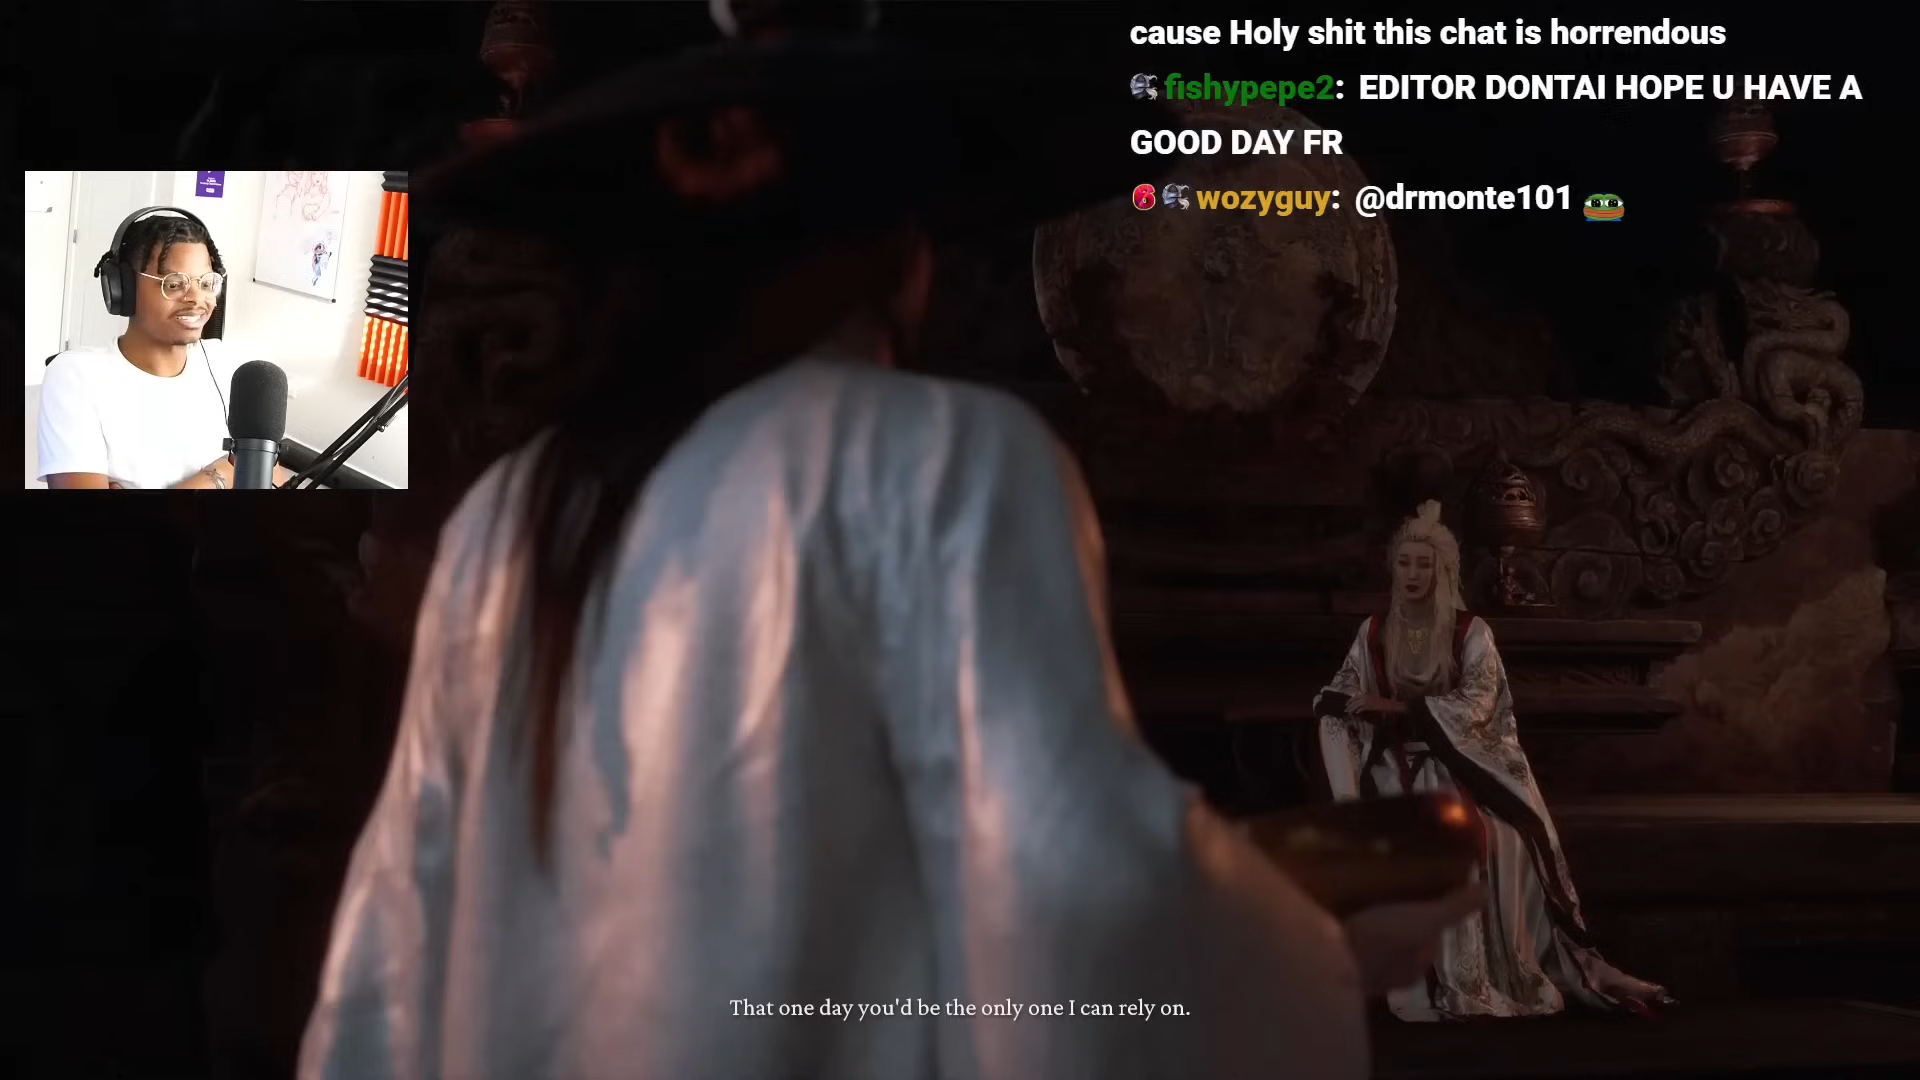 cause Holy shit this chat is horrendous
fishypepe2: EDITOR DONTAI HOPE U HAVE A
GOOD DAY FR
6 wozyguy: @drmonte101
That one day you'd be the only one I can rely on.